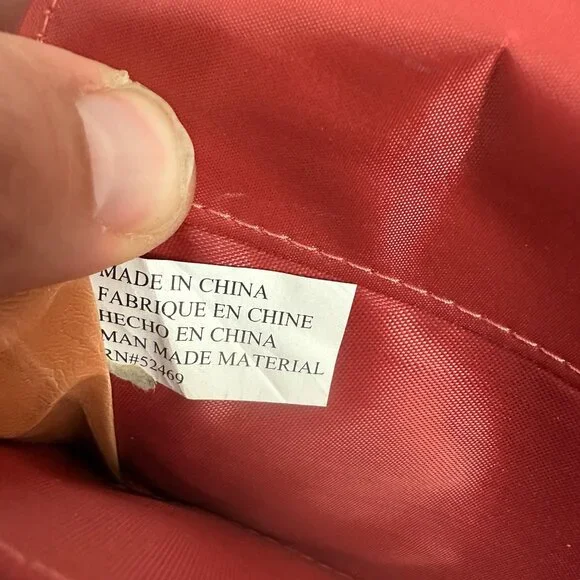 MADE IN CHINA
FABRIQUE EN CHINE
HECHO EN CHINA
MAN MADE MATERIAL
RN#52469